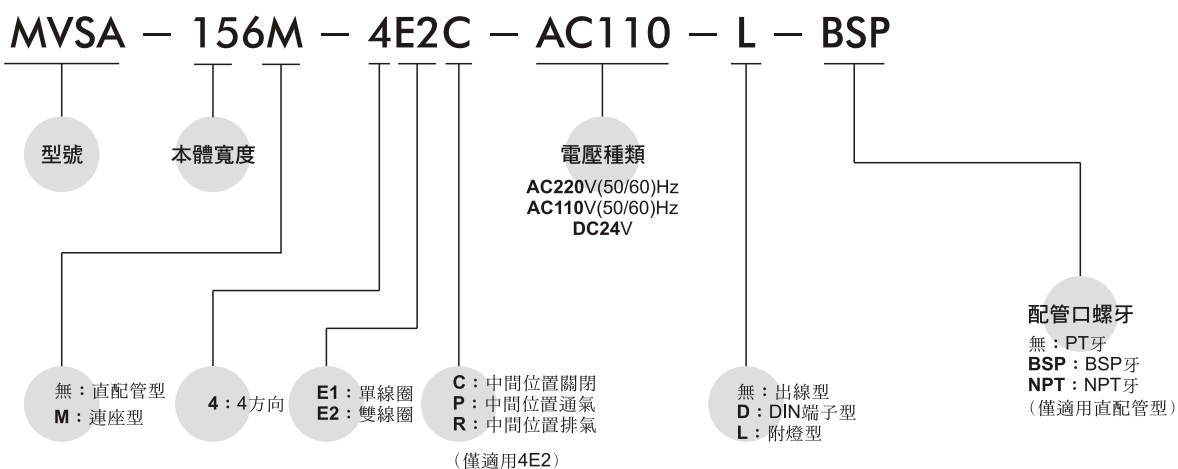 MVSA － 156M － 4E2C － AC110 － L － BSP
型號
本體寬度
電壓種類
AC220V(50/60)Hz
AC110V(50/60)Hz
DC24V
配管口螺牙
無：PT牙
BSP：BSP牙
NPT：NPT牙
（僅適用直配管型）
無：直配管型
M：連座型
4：4方向
E1：單線圈
E2：雙線圈
C：中間位置關閉
P：中間位置通氣
R：中間位置排氣
（僅適用4E2）
無：出線型
D：DIN端子型
L：附燈型